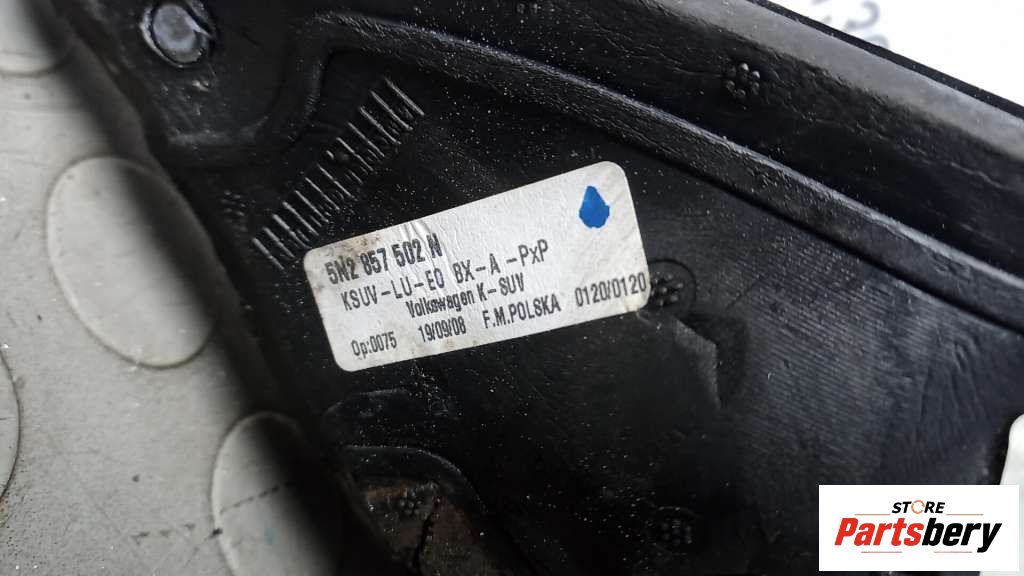 5N2 857 502 N
KSUV-LU-EO BX-A -PxP
Volkswagen K-SUV
Op:0075 19/09/08 F.M.POLSKA 0120/0120
STORE
Partsbery